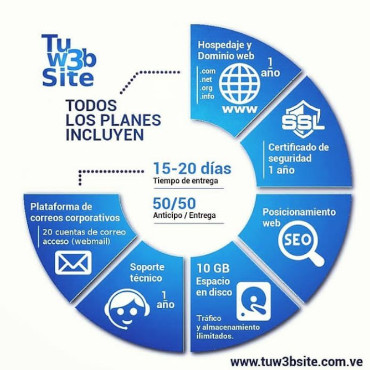 Tu
w3b
Site
TODOS
LOS PLANES
INCLUYEN
Hospedaje y
Dominio web
.com
.net
.org
.info
1
año
www
SSL
Certificado de
seguridad
1 año
Posicionamiento
web
SEO
10 GB
Espacio
en disco
Tráfico
y almacenamiento
ilimitados.
Soporte
técnico
1
año
Plataforma de
correos corporativos
20 cuentas de correo
acceso (webmail)
15-20 días
Tiempo de entrega
50/50
Anticipo / Entrega
www.tuw3bsite.com.ve